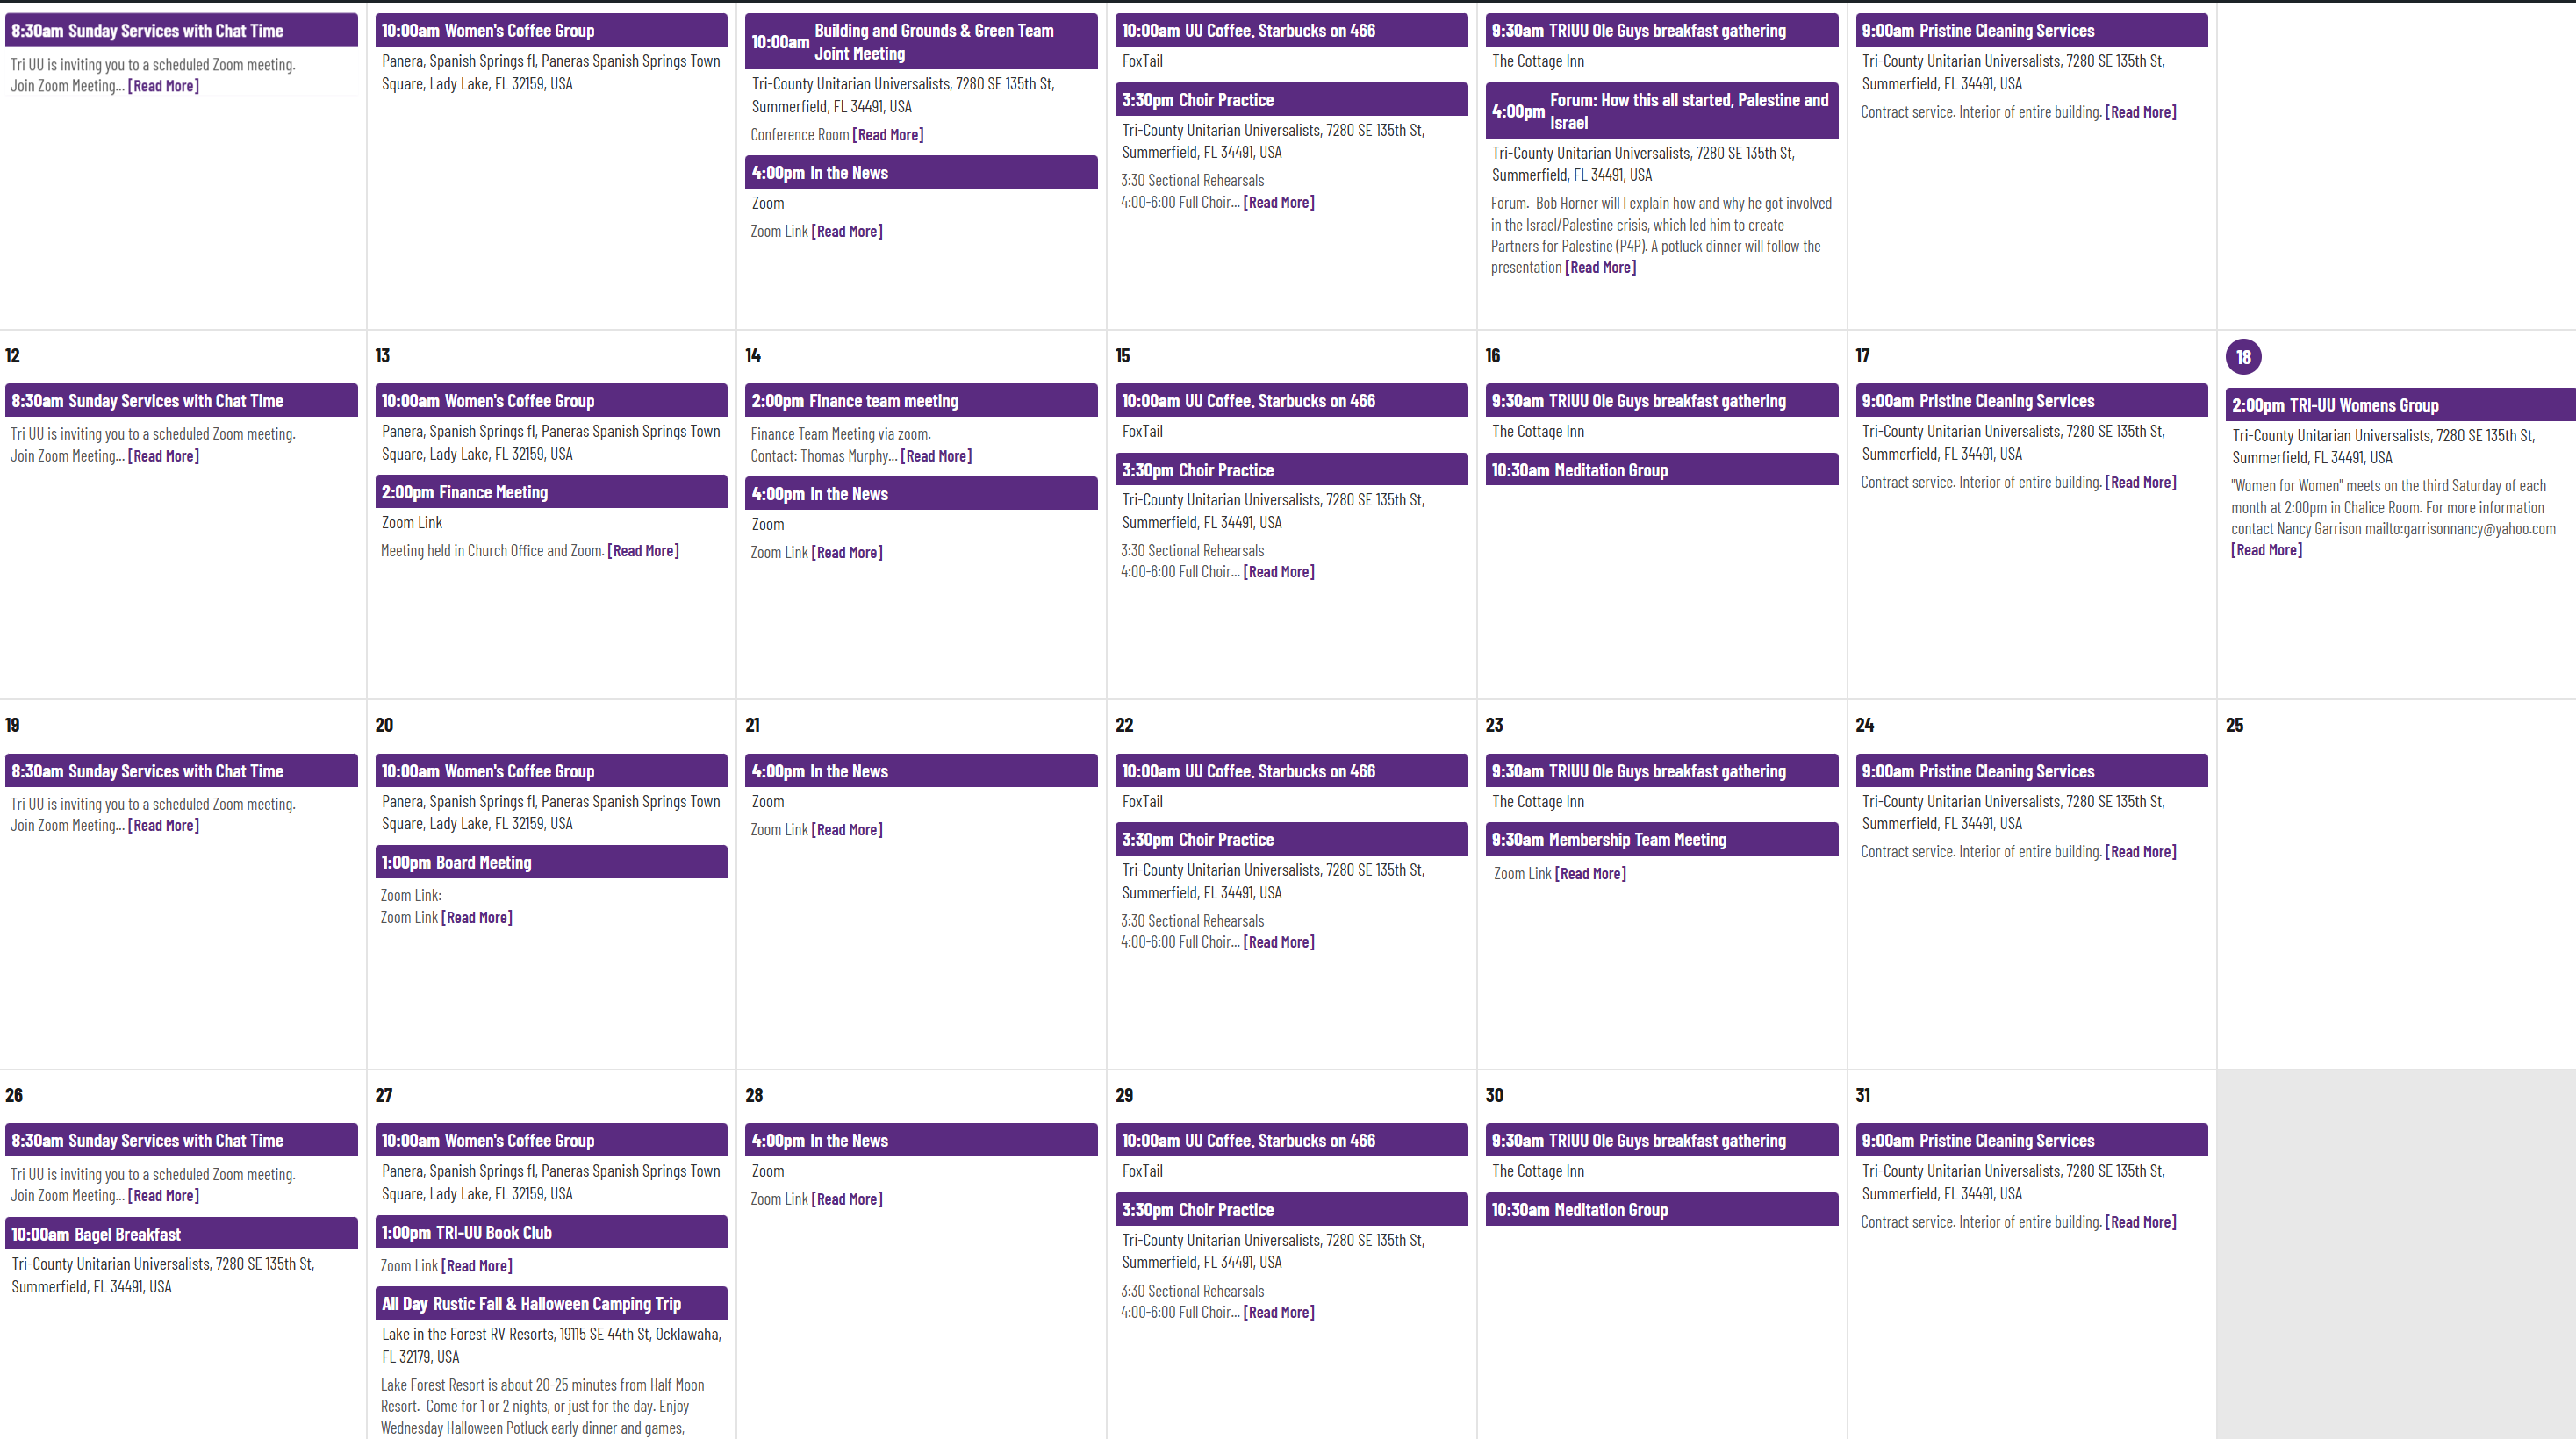 8:30am Sunday Services with Chat Time
Tri UU is inviting you to a scheduled Zoom meeting.
Join Zoom Meeting... [Read More]
10:00am Women's Coffee Group
Panera, Spanish Springs fl, Paneras Spanish Springs Town
Square, Lady Lake, FL 32159, USA
10:00am Building and Grounds & Green Team
Joint Meeting
Tri-County Unitarian Universalists, 7280 SE 135th St,
Summerfield, FL 34491, USA
Conference Room [Read More]
4:00pm In the News
Zoom
Zoom Link [Read More]
10:00am UU Coffee. Starbucks on 466
FoxTail
3:30pm Choir Practice
Tri-County Unitarian Universalists, 7280 SE 135th St,
Summerfield, FL 34491, USA
3:30 Sectional Rehearsals
4:00-6:00 Full Choir... [Read More]
9:30am TRIUU Ole Guys breakfast gathering
The Cottage Inn
4:00pm Forum: How this all started, Palestine and
Israel
Tri-County Unitarian Universalists, 7280 SE 135th St,
Summerfield, FL 34491, USA
Forum. Bob Horner will I explain how and why he got involved
in the Israel/Palestine crisis, which led him to create
Partners for Palestine (P4P). A potluck dinner will follow the
presentation [Read More]
9:00am Pristine Cleaning Services
Tri-County Unitarian Universalists, 7280 SE 135th St,
Summerfield, FL 34491, USA
Contract service. Interior of entire building. [Read More]
12
8:30am Sunday Services with Chat Time
Tri UU is inviting you to a scheduled Zoom meeting.
Join Zoom Meeting... [Read More]
13
10:00am Women's Coffee Group
Panera, Spanish Springs fl, Paneras Spanish Springs Town
Square, Lady Lake, FL 32159, USA
2:00pm Finance Meeting
Zoom Link
Meeting held in Church Office and Zoom. [Read More]
14
2:00pm Finance team meeting
Finance Team Meeting via zoom.
Contact: Thomas Murphy... [Read More]
4:00pm In the News
Zoom
Zoom Link [Read More]
15
10:00am UU Coffee. Starbucks on 466
FoxTail
3:30pm Choir Practice
Tri-County Unitarian Universalists, 7280 SE 135th St,
Summerfield, FL 34491, USA
3:30 Sectional Rehearsals
4:00-6:00 Full Choir... [Read More]
16
9:30am TRIUU Ole Guys breakfast gathering
The Cottage Inn
10:30am Meditation Group
17
9:00am Pristine Cleaning Services
Tri-County Unitarian Universalists, 7280 SE 135th St,
Summerfield, FL 34491, USA
Contract service. Interior of entire building. [Read More]
18
2:00pm TRI-UU Womens Group
Tri-County Unitarian Universalists, 7280 SE 135th St,
Summerfield, FL 34491, USA
"Women for Women" meets on the third Saturday of each
month at 2:00pm in Chalice Room. For more information
contact Nancy Garrison mailto:garrisonnancy@yahoo.com
[Read More]
19
8:30am Sunday Services with Chat Time
Tri UU is inviting you to a scheduled Zoom meeting.
Join Zoom Meeting... [Read More]
20
10:00am Women's Coffee Group
Panera, Spanish Springs fl, Paneras Spanish Springs Town
Square, Lady Lake, FL 32159, USA
1:00pm Board Meeting
Zoom Link:
Zoom Link [Read More]
21
4:00pm In the News
Zoom
Zoom Link [Read More]
22
10:00am UU Coffee. Starbucks on 466
FoxTail
3:30pm Choir Practice
Tri-County Unitarian Universalists, 7280 SE 135th St,
Summerfield, FL 34491, USA
3:30 Sectional Rehearsals
4:00-6:00 Full Choir... [Read More]
23
9:30am TRIUU Ole Guys breakfast gathering
The Cottage Inn
9:30am Membership Team Meeting
Zoom Link [Read More]
24
9:00am Pristine Cleaning Services
Tri-County Unitarian Universalists, 7280 SE 135th St,
Summerfield, FL 34491, USA
Contract service. Interior of entire building. [Read More]
25
26
8:30am Sunday Services with Chat Time
Tri UU is inviting you to a scheduled Zoom meeting.
Join Zoom Meeting... [Read More]
10:00am Bagel Breakfast
Tri-County Unitarian Universalists, 7280 SE 135th St,
Summerfield, FL 34491, USA
27
10:00am Women's Coffee Group
Panera, Spanish Springs fl, Paneras Spanish Springs Town
Square, Lady Lake, FL 32159, USA
1:00pm TRI-UU Book Club
Zoom Link [Read More]
All Day Rustic Fall & Halloween Camping Trip
Lake in the Forest RV Resorts, 19115 SE 44th St, Ocklawaha,
FL 32179, USA
Lake Forest Resort is about 20-25 minutes from Half Moon
Resort. Come for 1 or 2 nights, or just for the day. Enjoy
Wednesday Halloween Potluck early dinner and games,
28
4:00pm In the News
Zoom
Zoom Link [Read More]
29
10:00am UU Coffee. Starbucks on 466
FoxTail
3:30pm Choir Practice
Tri-County Unitarian Universalists, 7280 SE 135th St,
Summerfield, FL 34491, USA
3:30 Sectional Rehearsals
4:00-6:00 Full Choir... [Read More]
30
9:30am TRIUU Ole Guys breakfast gathering
The Cottage Inn
10:30am Meditation Group
31
9:00am Pristine Cleaning Services
Tri-County Unitarian Universalists, 7280 SE 135th St,
Summerfield, FL 34491, USA
Contract service. Interior of entire building. [Read More]